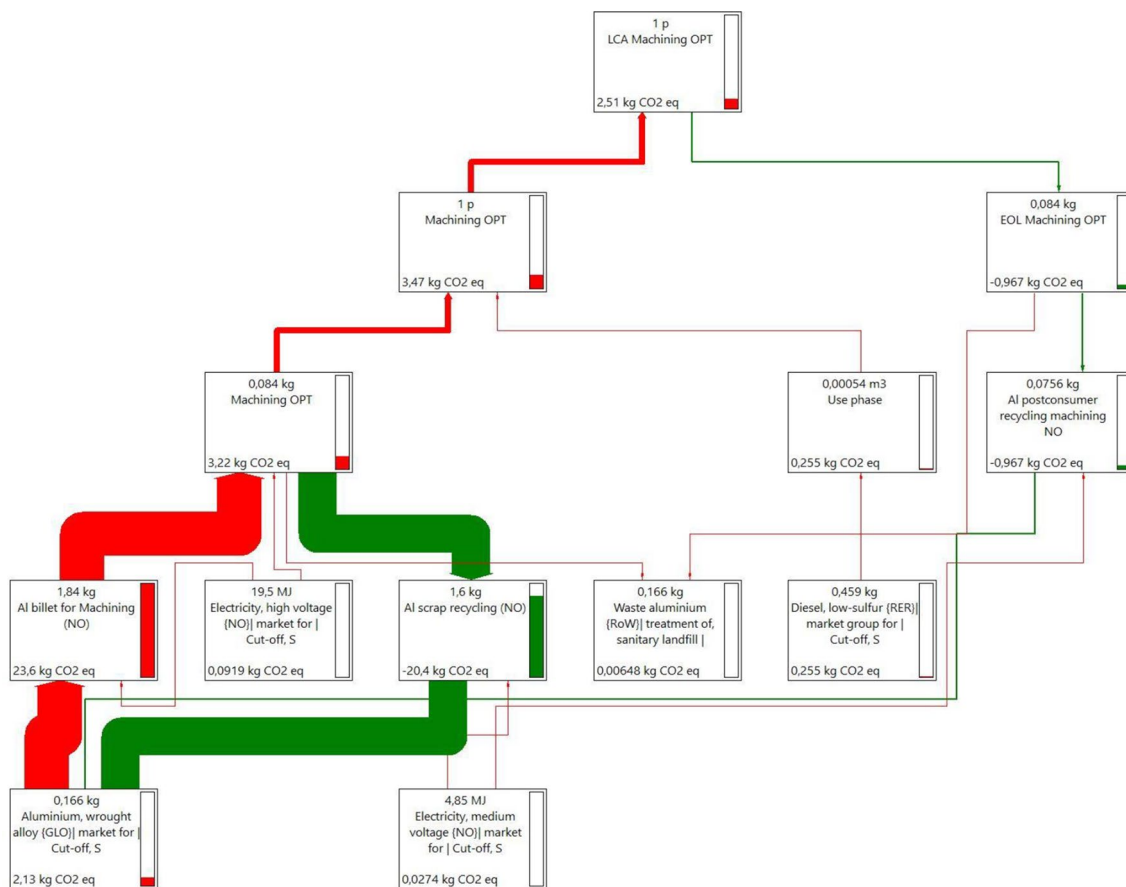 1 p
LCA Machining OPT
2,51 kg CO2 eq
1 p
Machining OPT
3,47 kg CO2 eq
0,084 kg
EOL Machining OPT
-0,967 kg CO2 eq
0,084 kg
Machining OPT
3,22 kg CO2 eq
0,00054 m3
Use phase
0,255 kg CO2 eq
0,0756 kg
Al postconsumer
recycling machining
NO
-0,967 kg CO2 eq
1,84 kg
Al billet for Machining
(NO)
23,6 kg CO2 eq
19,5 MJ
Electricity, high voltage
{NO}| market for |
Cut-off, S
0,0919 kg CO2 eq
1,6 kg
Al scrap recycling (NO)
-20,4 kg CO2 eq
0,166 kg
Waste aluminium
{RoW}| treatment of,
sanitary landfill |
0,00648 kg CO2 eq
0,459 kg
Diesel, low-sulfur {RER}|
market group for |
Cut-off, S
0,255 kg CO2 eq
0,166 kg
Aluminium, wrought
alloy {GLO}| market for |
Cut-off, S
2,13 kg CO2 eq
4,85 MJ
Electricity, medium
voltage {NO}| market
for | Cut-off, S
0,0274 kg CO2 eq